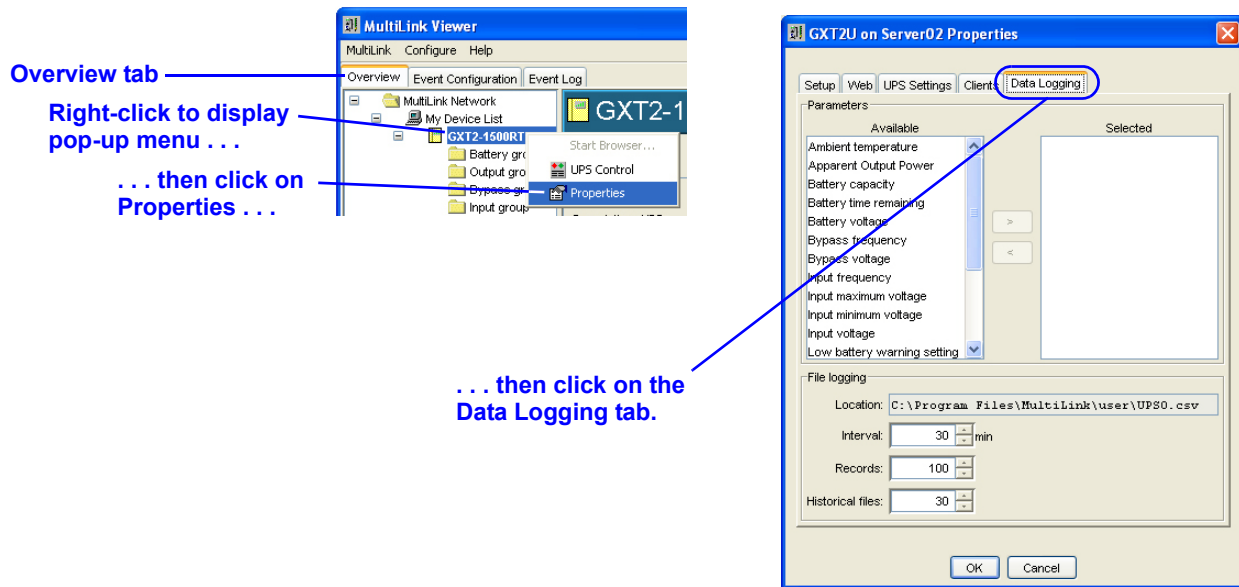 MultiLink Viewer
MultiLink Configure Help
Overview Event Configuration Event Log
MultiLink Network
My Device List
GXT2-1500RT
Battery gro
Output gro
Bypass gr
Input group
GXT2-1
Start Browser...
UPS Control
Properties
Overview tab
Right-click to display
pop-up menu . . .
. . . then click on
Properties . . .
. . . then click on the
Data Logging tab.
GXT2U on Server02 Properties
Setup Web UPS Settings Clients Data Logging
Parameters
Available
Selected
Ambient temperature
Apparent Output Power
Battery capacity
Battery time remaining
Battery voltage
Bypass frequency
Bypass voltage
Input frequency
Input maximum voltage
Input minimum voltage
Input voltage
Low battery warning setting
>
<
File logging
Location: C:\Program Files\MultiLink\user\UPS0.csv
Interval: 30 min
Records: 100
Historical files: 30
OK Cancel